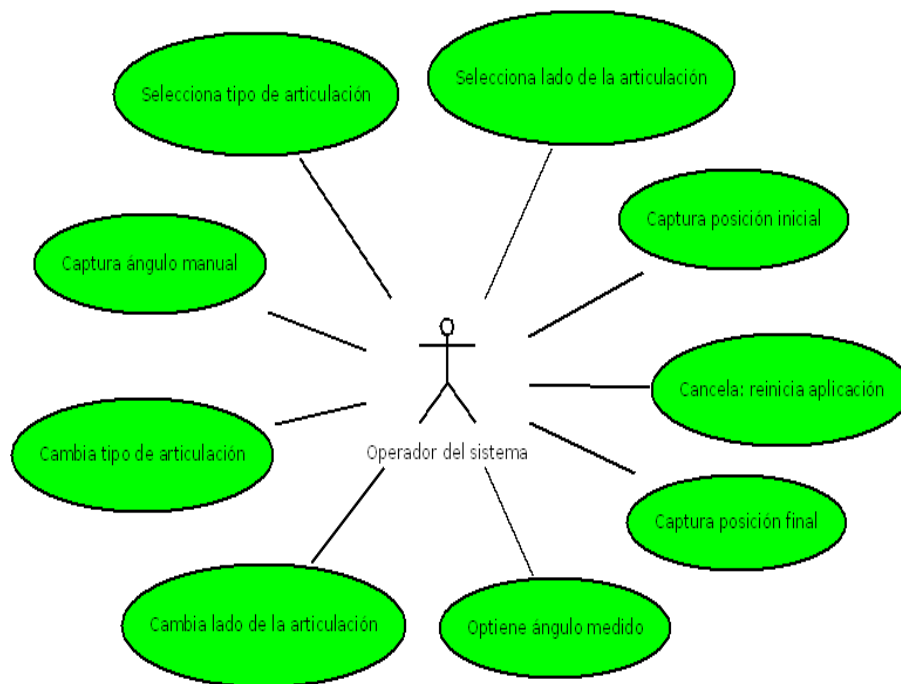 Selecciona tipo de articulación
Selecciona lado de la articulación
Captura ángulo manual
Captura posición inicial
Cancela: reinicia aplicación
Cambia tipo de articulación
Operador del sistema
Captura posición final
Cambia lado de la articulación
Optiene ángulo medido